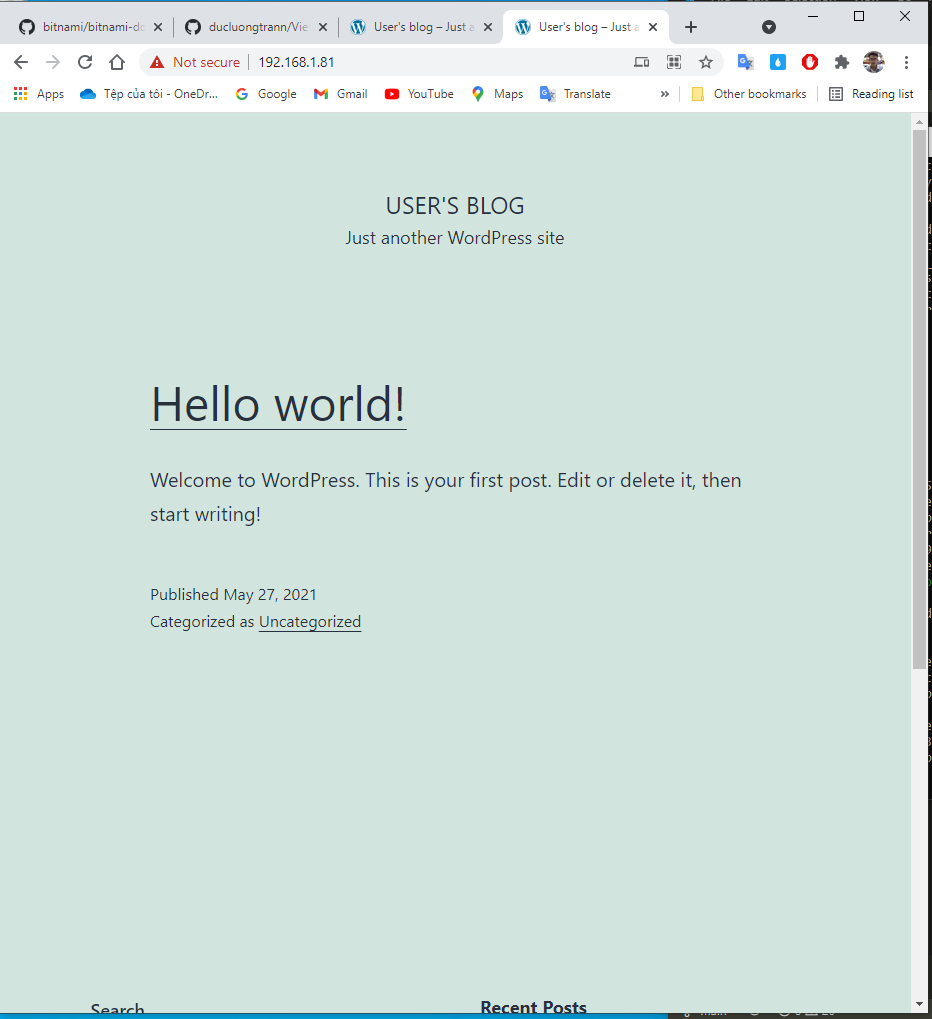 bitnami/bitnami-do
ducluongtrann/Vie
User's blog – Just a
User's blog – Just a
Not secure
192.168.1.81
Apps
Tệp của tôi - OneDr...
Google
Gmail
YouTube
Maps
Translate
»
Other bookmarks
Reading list
USER'S BLOG
Just another WordPress site
Hello world!
Welcome to WordPress. This is your first post. Edit or delete it, then
start writing!
Published May 27, 2021
Categorized as Uncategorized
Search
Recent Posts